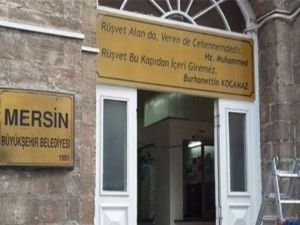 Rüşvet Alan da, Veren de Cehennemdedir.
Hz. Muhammed
Rüşvet Bu Kapıdan İçeri Giremez.
Burhanettin KOCAMAZ
MERSİN
BÜYÜKŞEHİR BELEDİYESİ
1993